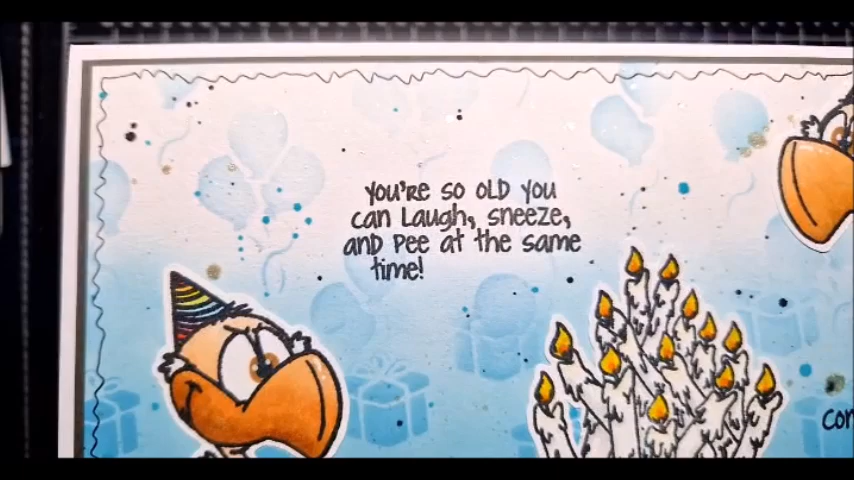 You're so old you
can Laugh, sneeze,
and pee at the same
time!